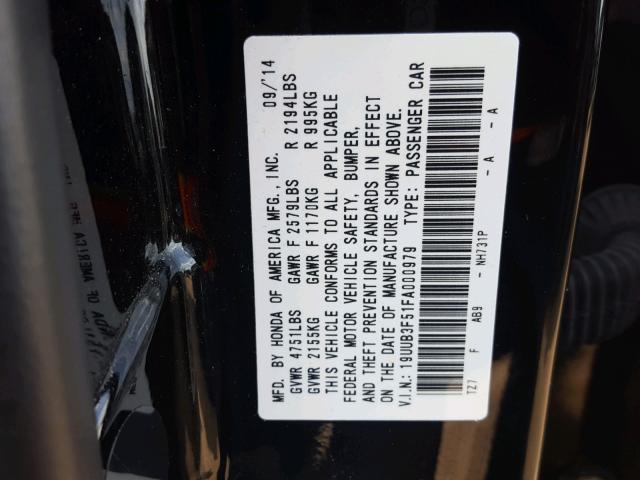 MFD. BY HONDA OF AMERICA MFG., INC. 09/'14
GVWR 4751LBS GAWR F 2579LBS R 2194LBS
GVWR 2155KG GAWR F 1170KG R 995KG
THIS VEHICLE CONFORMS TO ALL APPLICABLE
FEDERAL MOTOR VEHICLE SAFETY, BUMPER,
AND THEFT PREVENTION STANDARDS IN EFFECT
ON THE DATE OF MANUFACTURE SHOWN ABOVE.
V.I.N.: 19UUB3F51FA000979 TYPE: PASSENGER CAR
TZ7 F AB9 - NH731P - A - A